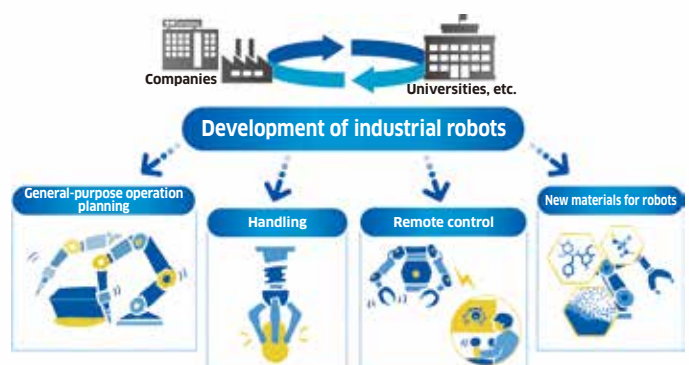 Companies
Universities, etc.
Development of industrial robots
General-purpose operation
planning
Handling
Remote control
New materials for robots